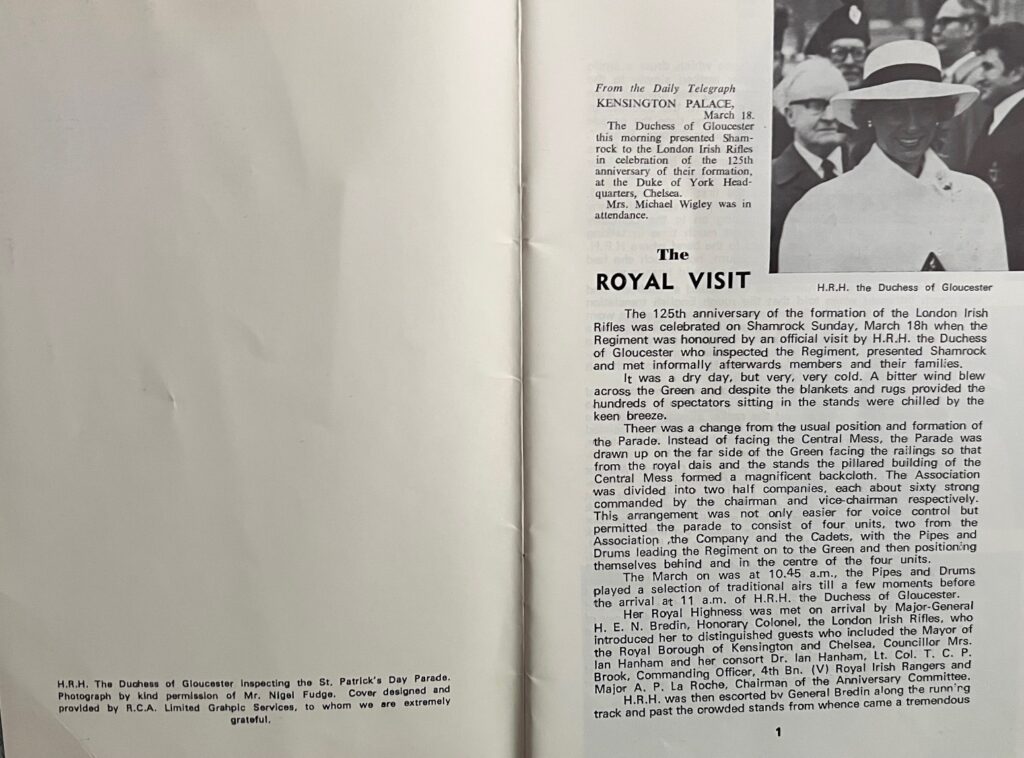 H.R.H. The Duchess of Gloucester inspecting the St. Patrick's Day Parade.
Photograph by kind permission of Mr. Nigel Fudge. Cover designed and
provided by R.C.A. Limited Grahpic Services, to whom we are extremely
grateful.
From the Daily Telegraph
KENSINGTON PALACE,
March 18.
The Duchess of Gloucester
this morning presented Sham-
rock to the London Irish Rifles
in celebration of the 125th
anniversary of their formation,
at the Duke of York Head-
quarters, Chelsea.
Mrs. Michael Wigley was in
attendance.
The
ROYAL VISIT
H.R.H. the Duchess of Gloucester
The 125th anniversary of the formation of the London Irish
Rifles was celebrated on Shamrock Sunday, March 18h when the
Regiment was honoured by an official visit by H.R.H. the Duchess
of Gloucester who inspected the Regiment, presented Shamrock
and met informally afterwards members and their families.
It was a dry day, but very, very cold. A bitter wind blew
across the Green and despite the blankets and rugs provided the
hundreds of spectators sitting in the stands were chilled by the
keen breeze.
Theer was a change from the usual position and formation of
the Parade. Instead of facing the Central Mess, the Parade was
drawn up on the far side of the Green facing the railings so that
from the royal dais and the stands the pillared building of the
Central Mess formed a magnificent backcloth. The Association
was divided into two half companies, each about sixty strong
commanded by the chairman and vice-chairman respectively.
This arrangement was not only easier for voice control but
permitted the parade to consist of four units, two from the
Association ,the Company and the Cadets, with the Pipes and
Drums leading the Regiment on to the Green and then positioning
themselves behind and in the centre of the four units.
The March on was at 10.45 a.m., the Pipes and Drums
played a selection of traditional airs till a few moments before
the arrival at 11 a.m. of H.R.H. the Duchess of Gloucester.
Her Royal Highness was met on arrival by Major-General
H. E. N. Bredin, Honorary Colonel, the London Irish Rifles, who
introduced her to distinguished guests who included the Mayor of
the Royal Borough of Kensington and Chelsea, Councillor Mrs.
Ian Hanham and her consort Dr. Ian Hanham, Lt. Col. T. C. P.
Brook, Commanding Officer, 4th Bn. (V) Royal Irish Rangers and
Major A. P. La Roche, Chairman of the Anniversary Committee.
H.R.H. was then escorted by General Bredin along the running
track and past the crowded stands from whence came a tremendous
1